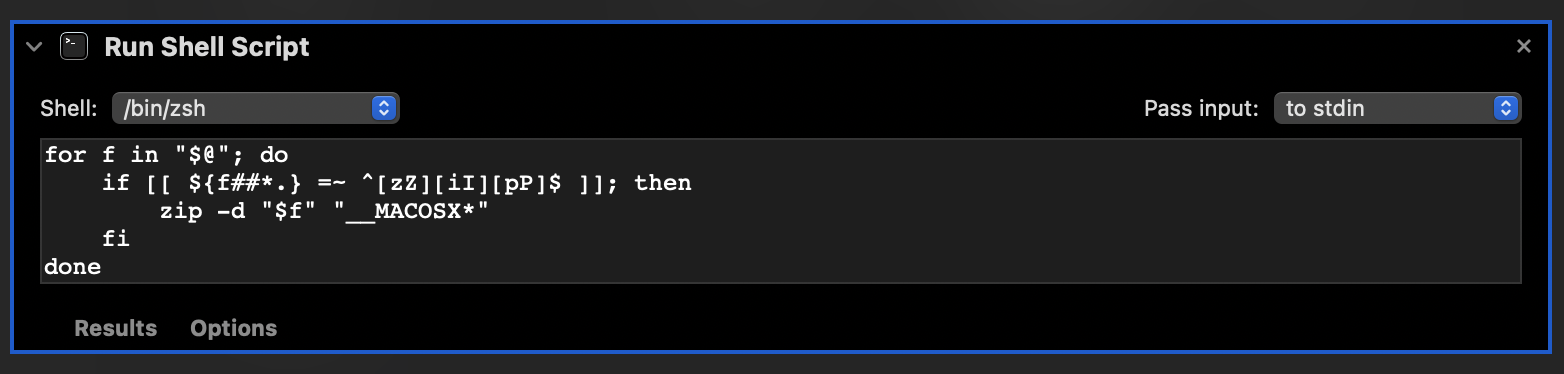 Run Shell Script
Shell: /bin/zsh Pass input: to stdin
for f in "$@"; do
    if [[ ${f##*.} =~ ^[zZ][iI][pP]$ ]]; then
        zip -d "$f" "__MACOSX*"
    fi
done
Results Options